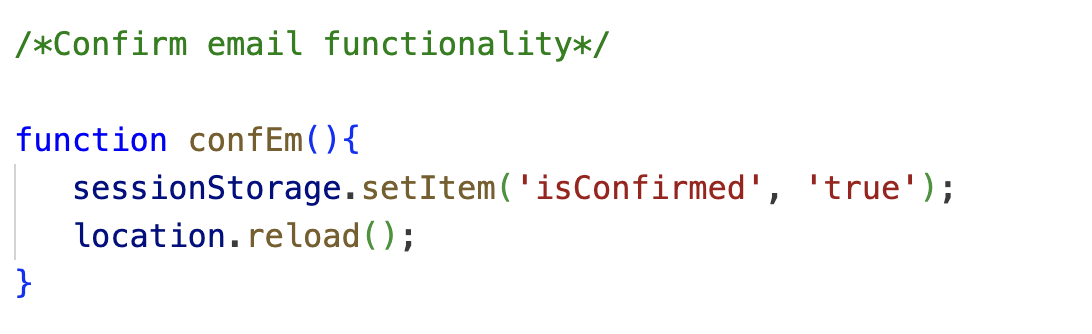 /*Confirm email functionality*/
function confEm(){
sessionStorage.setItem('isConfirmed', 'true');
location.reload();
}